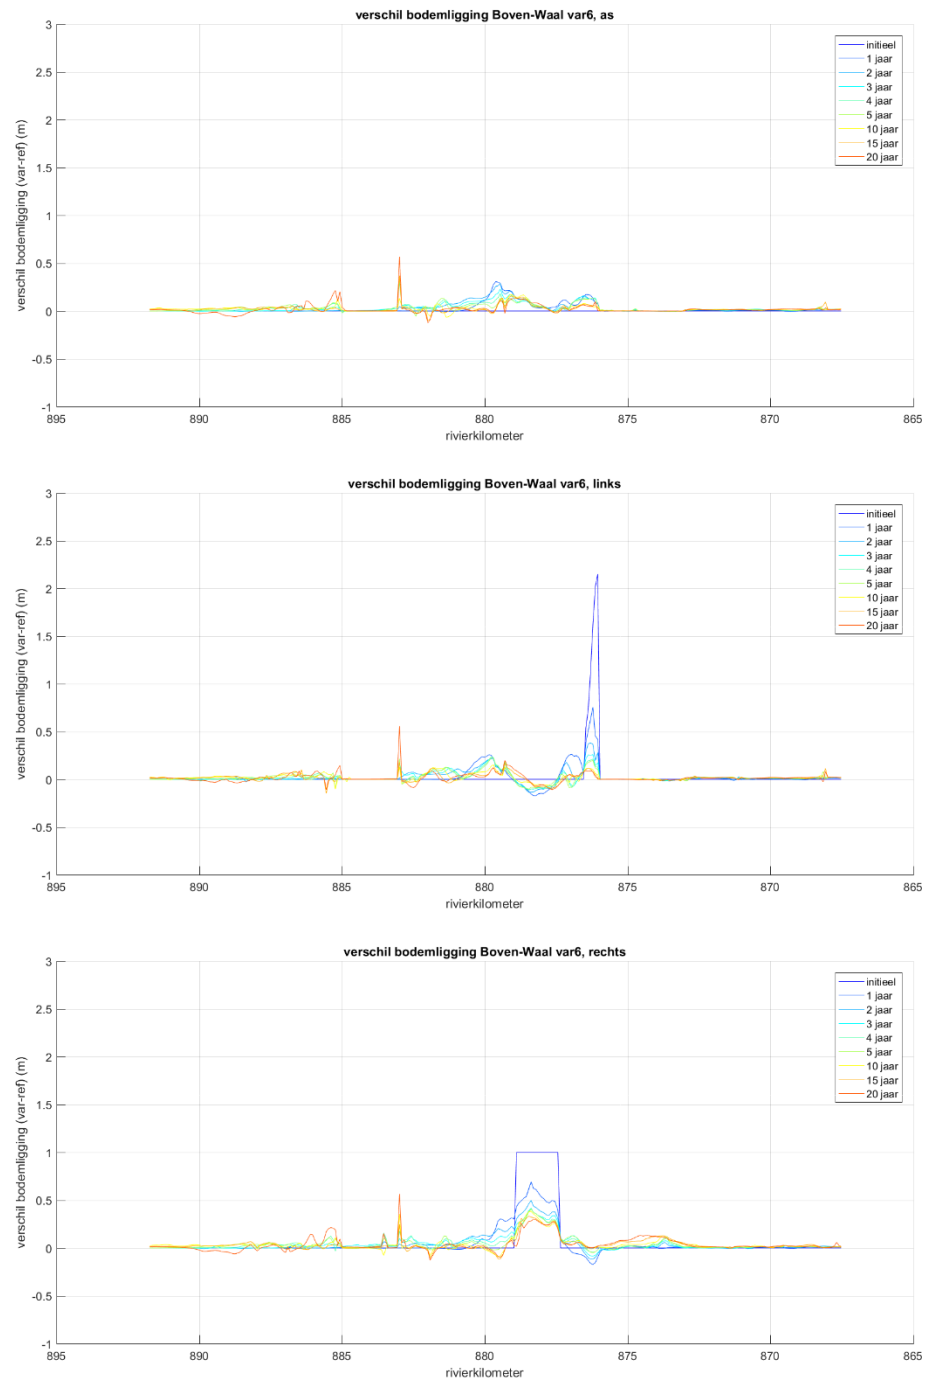 verschil bodemligging Boven-Waal var6, as
verschil bodemligging (var-ref) (m)
3
2.5
2
1.5
1
0.5
0
-0.5
-1
895
890
885
880
875
870
865
rivierkilometer
initieel
1 jaar
2 jaar
3 jaar
4 jaar
5 jaar
10 jaar
15 jaar
20 jaar
verschil bodemligging Boven-Waal var6, links
verschil bodemligging (var-ref) (m)
3
2.5
2
1.5
1
0.5
0
-0.5
-1
895
890
885
880
875
870
865
rivierkilometer
initieel
1 jaar
2 jaar
3 jaar
4 jaar
5 jaar
10 jaar
15 jaar
20 jaar
verschil bodemligging Boven-Waal var6, rechts
verschil bodemligging (var-ref) (m)
3
2.5
2
1.5
1
0.5
0
-0.5
-1
895
890
885
880
875
870
865
rivierkilometer
initieel
1 jaar
2 jaar
3 jaar
4 jaar
5 jaar
10 jaar
15 jaar
20 jaar